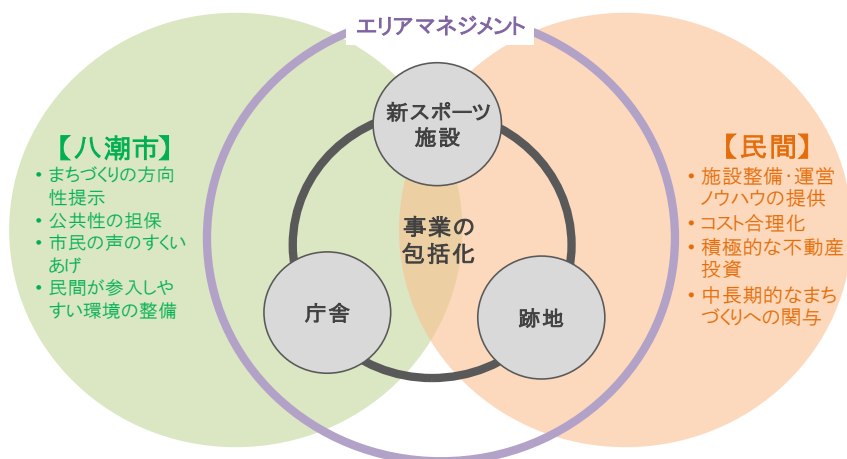 エリアマネジメント
新スポーツ
施設
【八潮市】
• まちづくりの方向
性提示
• 公共性の担保
• 市民の声のすくい
あげ
• 民間が参入しや
すい環境の整備
事業の
包括化
庁舎
跡地
【民間】
• 施設整備・運営
ノウハウの提供
• コスト合理化
• 積極的な不動産
投資
• 中長期的なまち
づくりへの関与